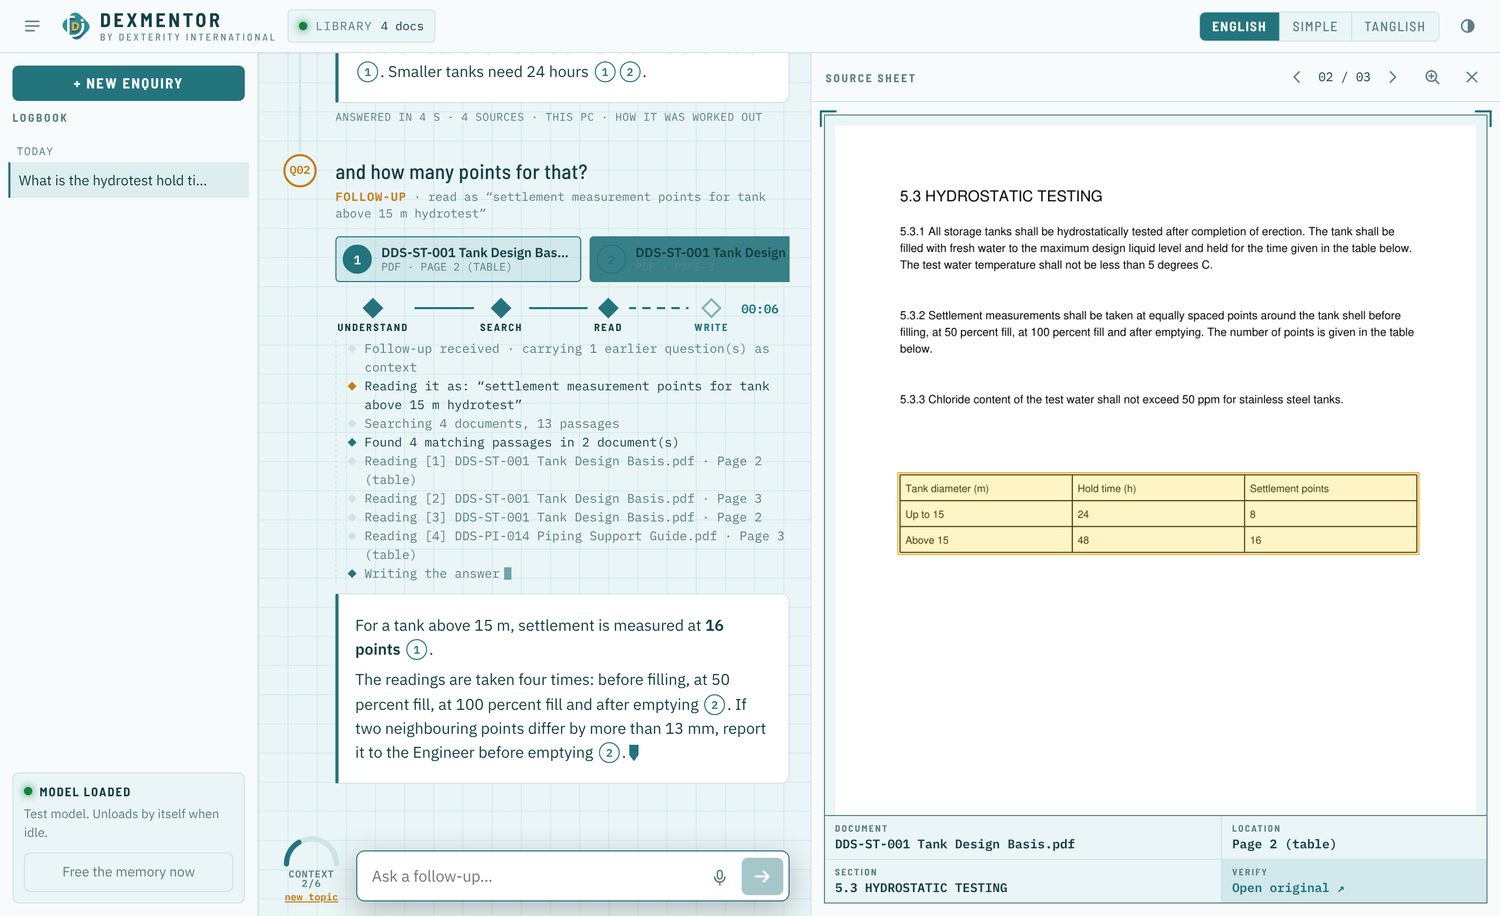 DEXMENTOR
BY DEXTERITY INTERNATIONAL
LIBRARY 4 docs
ENGLISH
SIMPLE
TANGLISH
+ NEW ENQUIRY
LOGBOOK
TODAY
What is the hydrotest hold ti...
MODEL LOADED
Test model. Unloads by itself when
idle.
Free the memory now
1. Smaller tanks need 24 hours 1 2.
ANSWERED IN 4 S · 4 SOURCES · THIS PC · HOW IT WAS WORKED OUT
Q02
and how many points for that?
FOLLOW-UP · read as “settlement measurement points for tank
above 15 m hydrotest”
1 DDS-ST-001 Tank Design Bas...
PDF · PAGE 2 (TABLE)
2 DDS-ST-001 Tank Design
PDF · PAGE 3
UNDERSTAND
SEARCH
READ
WRITE
00:06
Follow-up received · carrying 1 earlier question(s) as
context
Reading it as: “settlement measurement points for tank
above 15 m hydrotest”
Searching 4 documents, 13 passages
Found 4 matching passages in 2 document(s)
Reading [1] DDS-ST-001 Tank Design Basis.pdf · Page 2
(table)
Reading [2] DDS-ST-001 Tank Design Basis.pdf · Page 3
Reading [3] DDS-ST-001 Tank Design Basis.pdf · Page 2
Reading [4] DDS-PI-014 Piping Support Guide.pdf · Page 3
(table)
Writing the answer
For a tank above 15 m, settlement is measured at 16
points 1.
The readings are taken four times: before filling, at 50
percent fill, at 100 percent fill and after emptying 2. If
two neighbouring points differ by more than 13 mm, report
it to the Engineer before emptying 2.
CONTEXT
2/6
new topic
Ask a follow-up...
SOURCE SHEET
02 / 03
5.3 HYDROSTATIC TESTING
5.3.1 All storage tanks shall be hydrostatically tested after completion of erection. The tank shall be
filled with fresh water to the maximum design liquid level and held for the time given in the table below.
The test water temperature shall not be less than 5 degrees C.
5.3.2 Settlement measurements shall be taken at equally spaced points around the tank shell before
filling, at 50 percent fill, at 100 percent fill and after emptying. The number of points is given in the table
below.
5.3.3 Chloride content of the test water shall not exceed 50 ppm for stainless steel tanks.
Tank diameter (m) Hold time (h) Settlement points
Up to 15 24 8
Above 15 48 16
DOCUMENT
DDS-ST-001 Tank Design Basis.pdf
LOCATION
Page 2 (table)
SECTION
5.3 HYDROSTATIC TESTING
VERIFY
Open original ↗